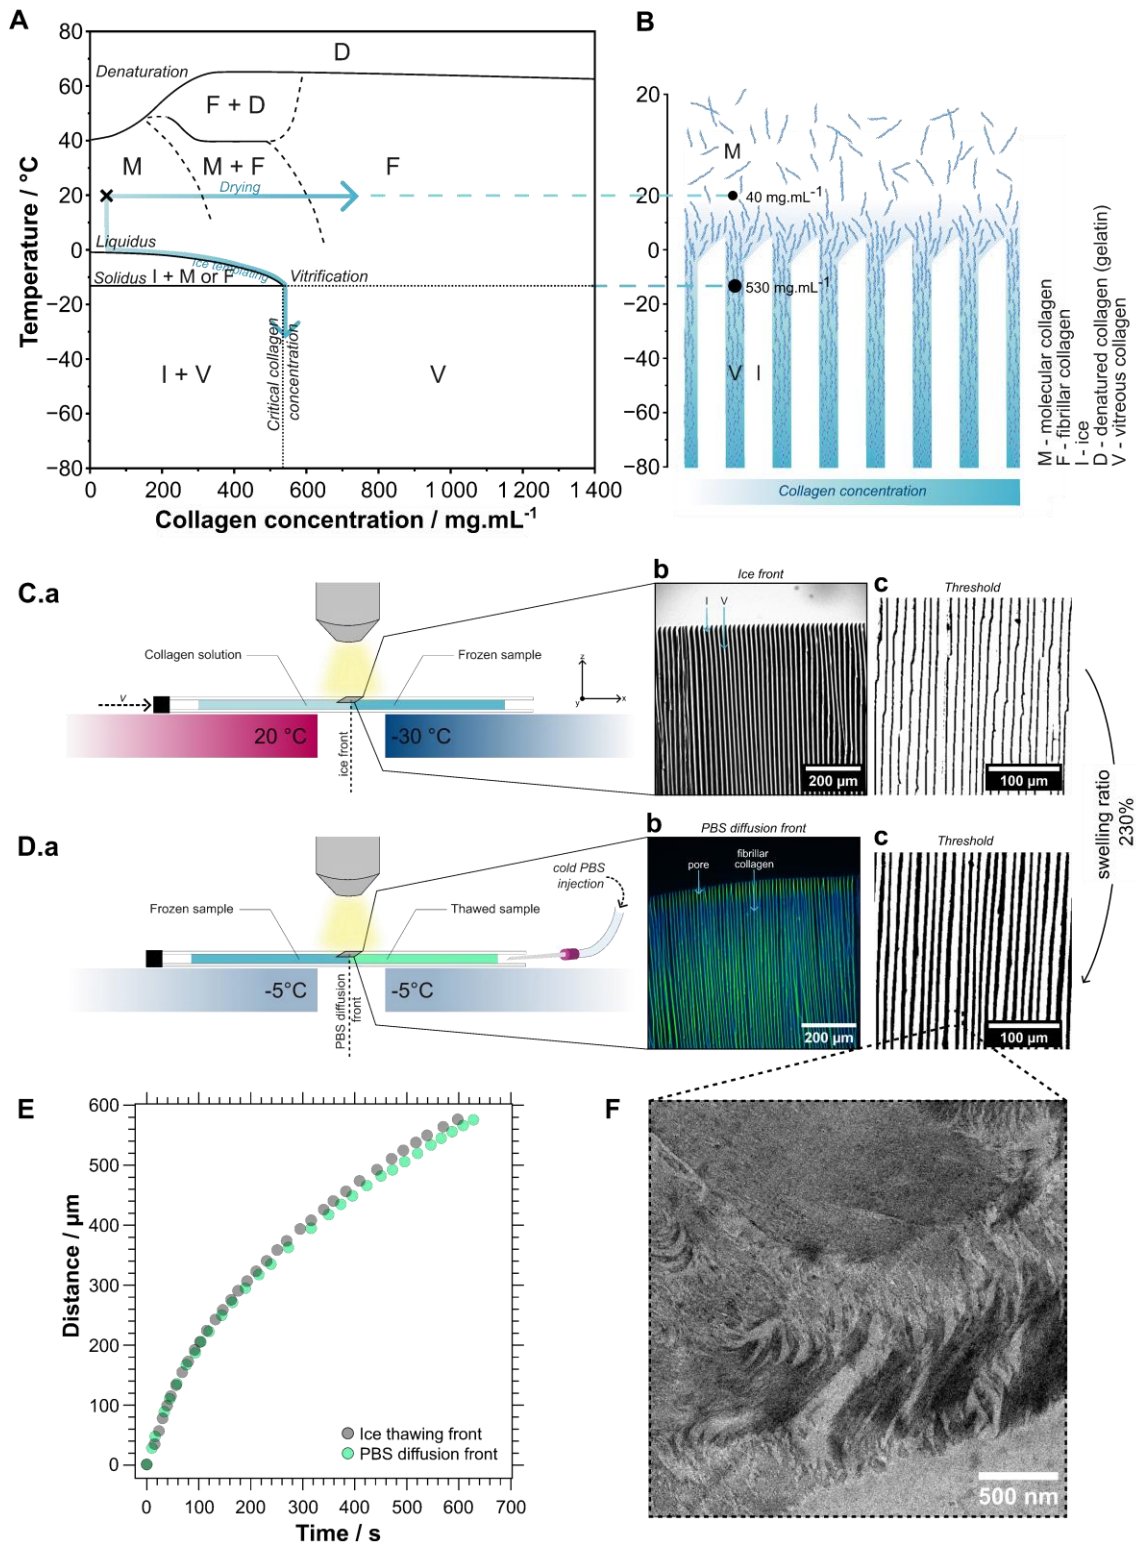 A
80
60
40
20
0
−20
−40
−60
−80
Temperature / °C
Denaturation
D
F + D
M
M + F
F
Drying
Liquidus
Ice templating
Solidus
I + M or F
Vitrification
I + V
V
Critical collagen
concentration
0
200
400
600
800
1 000
1 200
1 400
Collagen concentration / mg.mL-1
B
20
20
0
−20
−40
−60
−80
M
40 mg.mL-1
530 mg.mL-1
V
I
Collagen concentration
M - molecular collagen
F - fibrillar collagen
I - ice
D - denatured collagen (gelatin)
V - vitreous collagen
C.a
Collagen solution
Frozen sample
v
z
y
x
20 °C
-30 °C
ice front
b
Ice front
I
V
200 µm
c
Threshold
100 µm
swelling ratio
230%
D.a
Frozen sample
Thawed sample
cold PBS
injection
-5°C
-5°C
PBS diffusion
front
b
PBS diffusion front
pore
fibrillar
collagen
200 µm
c
Threshold
100 µm
E
600
500
400
300
200
100
0
Distance / µm
Ice thawing front
PBS diffusion front
0
100
200
300
400
500
600
700
Time / s
F
500 nm